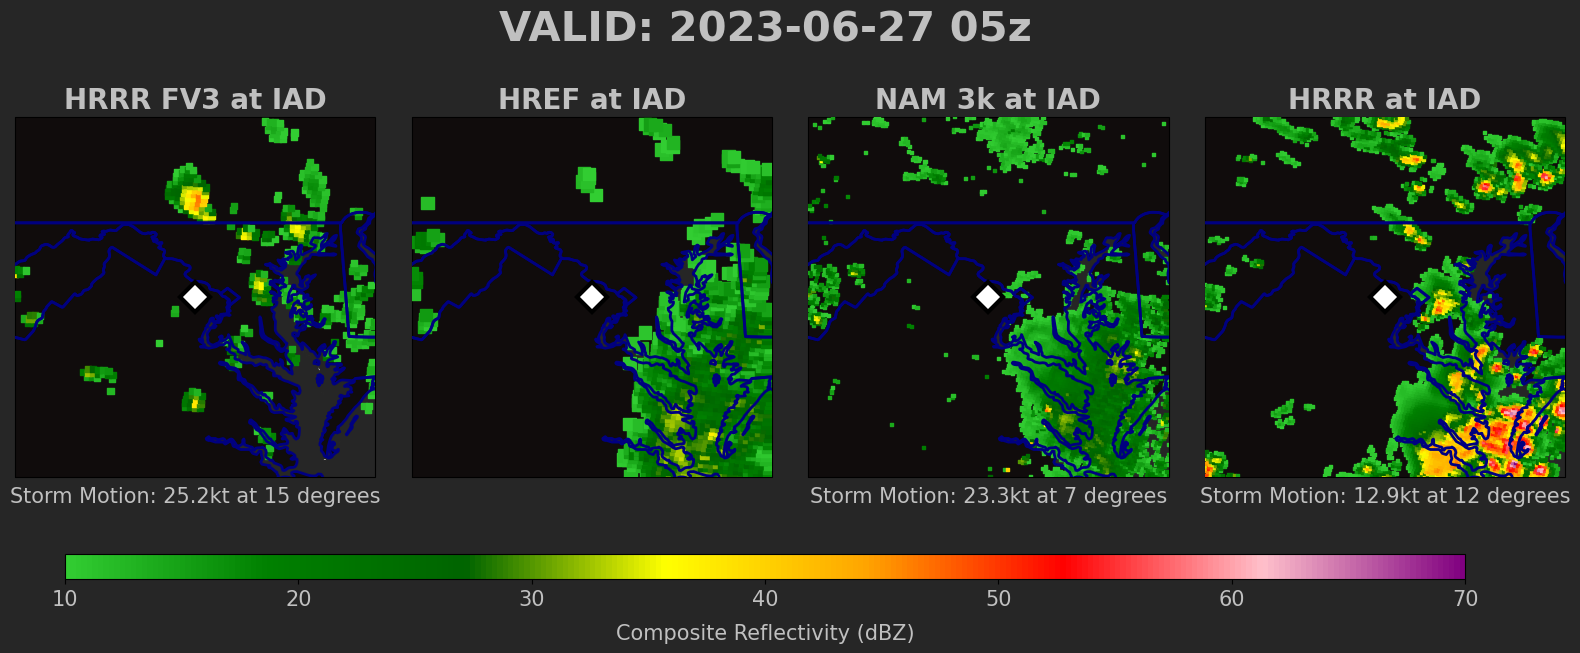 VALID: 2023-06-27 05z
HRRR FV3 at IAD
HREF at IAD
NAM 3k at IAD
HRRR at IAD
Storm Motion: 25.2kt at 15 degrees
Storm Motion: 23.3kt at 7 degrees
Storm Motion: 12.9kt at 12 degrees
10 20 30 40 50 60 70
Composite Reflectivity (dBZ)